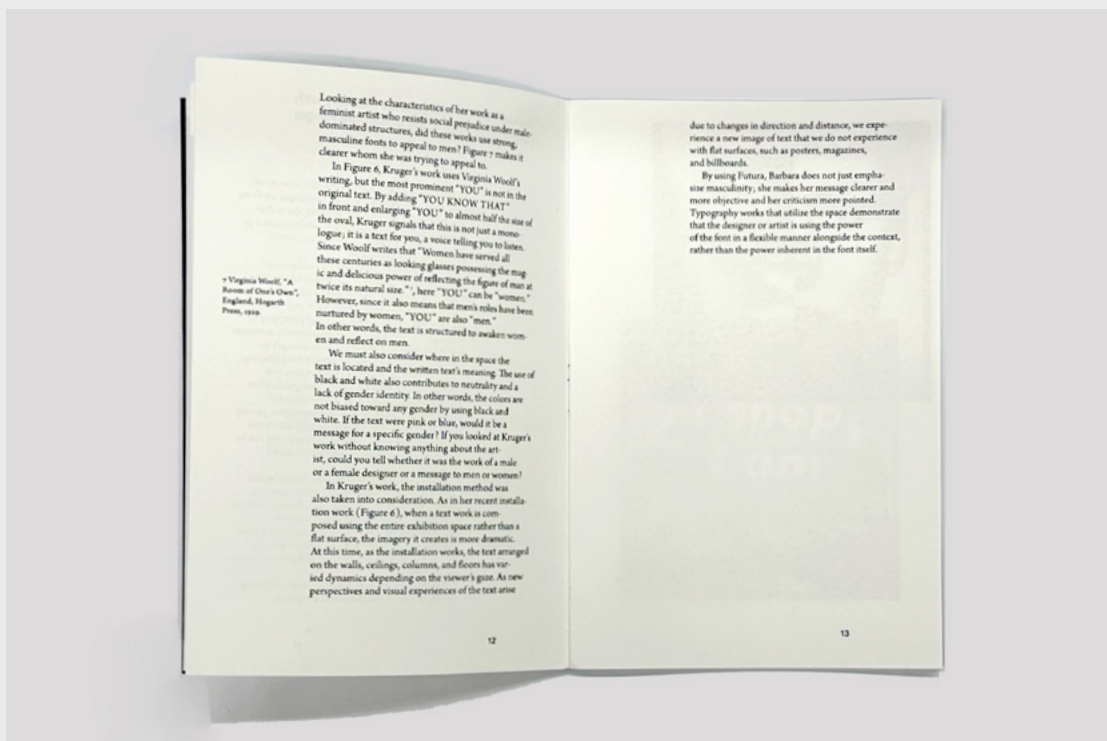 Looking at the characteristics of her work as a
feminist artist who resists social prejudice under male-
dominated structures, did these works use strong,
masculine fonts to appeal to men? Figure 7 makes it
clearer whom she was trying to appeal to.
In Figure 6, Kruger's work uses Virginia Woolf's
writing, but the most prominent "YOU" is not in the
original text. By adding "YOU KNOW THAT"
in front and enlarging "YOU" to almost half the size of
the oval, Kruger signals that this is not just a mono-
logue; it is a text for you, a voice telling you to listen.
Since Woolf writes that "Women have served all
these centuries as looking glasses possessing the mag
ic and delicious power of reflecting the figure of man at
twice its natural size." 7, here "YOU" can be "women."
However, since it also means that men's roles have been
nurtured by women, "YOU" are also "men."
In other words, the text is structured to awaken wom-
en and reflect on men.
We must also consider where in the space the
text is located and the written text's meaning. The use of
black and white also contributes to neutrality and a
lack of gender identity. In other words, the colors are
not biased toward any gender by using black and
white. If the text were pink or blue, would it be a
message for a specific gender? If you looked at Kruger's
work without knowing anything about the art-
ist, could you tell whether it was the work of a male
or a female designer or a message to men or women?
In Kruger's work, the installation method was
also taken into consideration. As in her recent installa-
tion work (Figure 6), when a text work is com-
posed using the entire exhibition space rather than a
flat surface, the imagery it creates is more dramatic.
At this time, as the installation works, the text arranged
on the walls, ceilings, columns, and floors has var-
ied dynamics depending on the viewer's gaze. As new
perspectives and visual experiences of the text arise
7 Virginia Woolf, "A
Room of One's Own",
England, Hogarth
Press, 1929.
12
due to changes in direction and distance, we expe-
rience a new image of text that we do not experience
with flat surfaces, such as posters, magazines,
and billboards.
By using Futura, Barbara does not just empha-
size masculinity; she makes her message clearer and
more objective and her criticism more pointed.
Typography works that utilize the space demonstrate
that the designer or artist is using the power
of the font in a flexible manner alongside the context,
rather than the power inherent in the font itself.
13